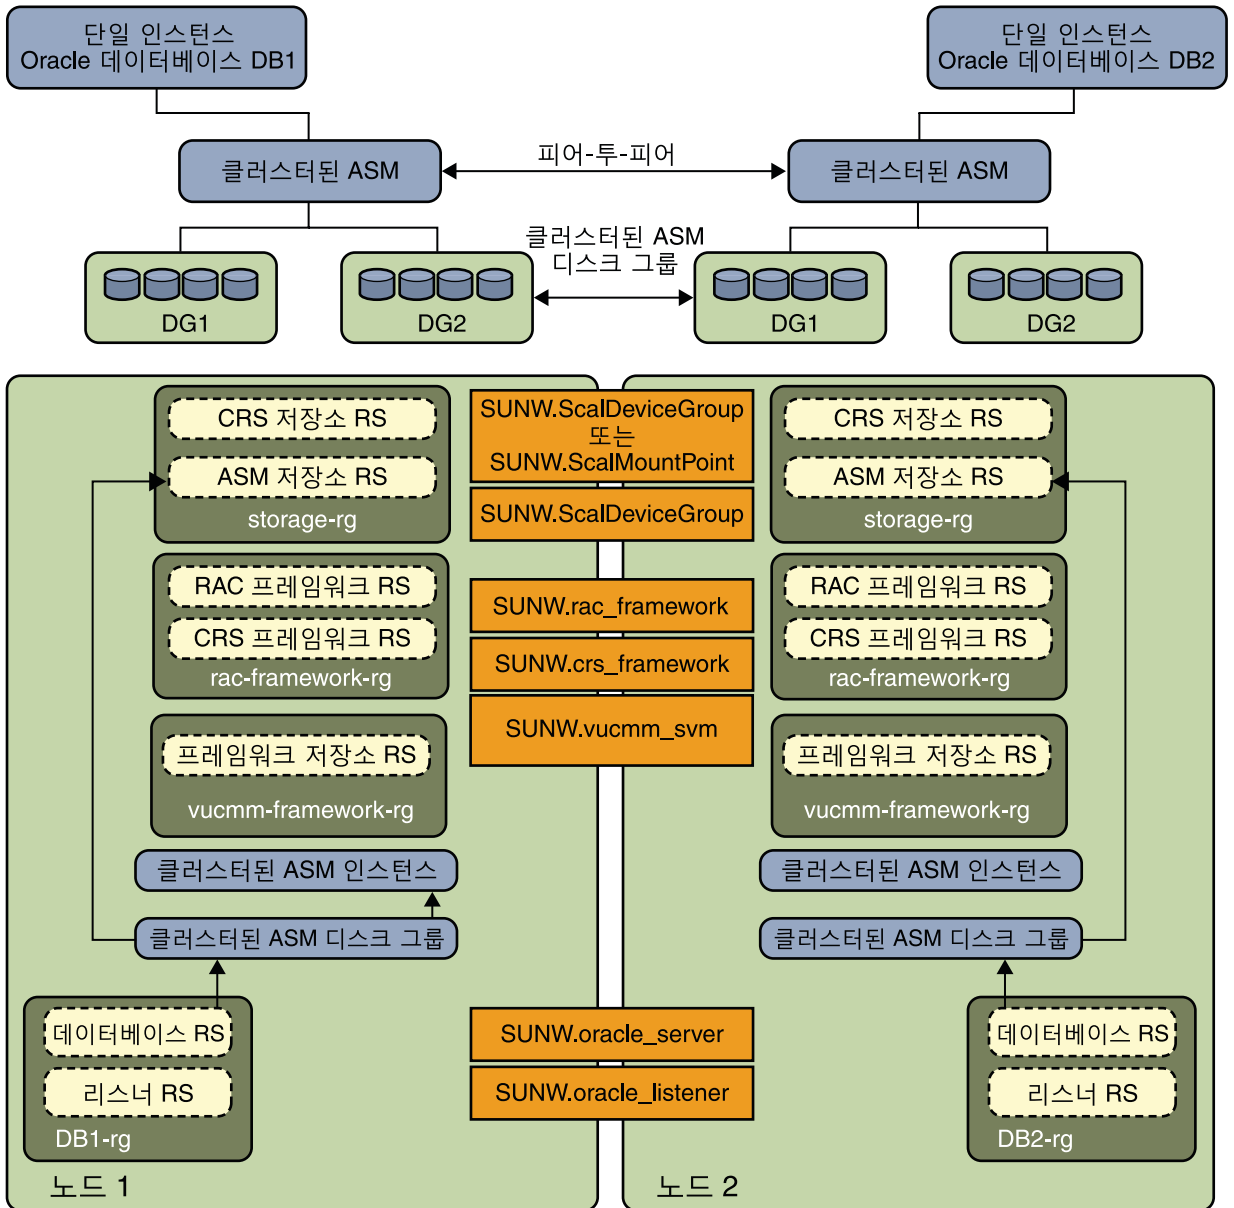 단일 인스턴스
Oracle 데이터베이스 DB1
단일 인스턴스
Oracle 데이터베이스 DB2
클러스터된 ASM
피어-투-피어
클러스터된 ASM
클러스터된 ASM
디스크 그룹
DG1
DG2
DG1
DG2
CRS 저장소 RS
ASM 저장소 RS
storage-rg
RAC 프레임워크 RS
CRS 프레임워크 RS
rac-framework-rg
프레임워크 저장소 RS
vucmm-framework-rg
클러스터된 ASM 인스턴스
클러스터된 ASM 디스크 그룹
데이터베이스 RS
리스너 RS
DB1-rg
노드 1
SUNW.ScalDeviceGroup
또는
SUNW.ScalMountPoint
SUNW.ScalDeviceGroup
SUNW.rac_framework
SUNW.crs_framework
SUNW.vucmm_svm
SUNW.oracle_server
SUNW.oracle_listener
CRS 저장소 RS
ASM 저장소 RS
storage-rg
RAC 프레임워크 RS
CRS 프레임워크 RS
rac-framework-rg
프레임워크 저장소 RS
vucmm-framework-rg
클러스터된 ASM 인스턴스
클러스터된 ASM 디스크 그룹
데이터베이스 RS
리스너 RS
DB2-rg
노드 2